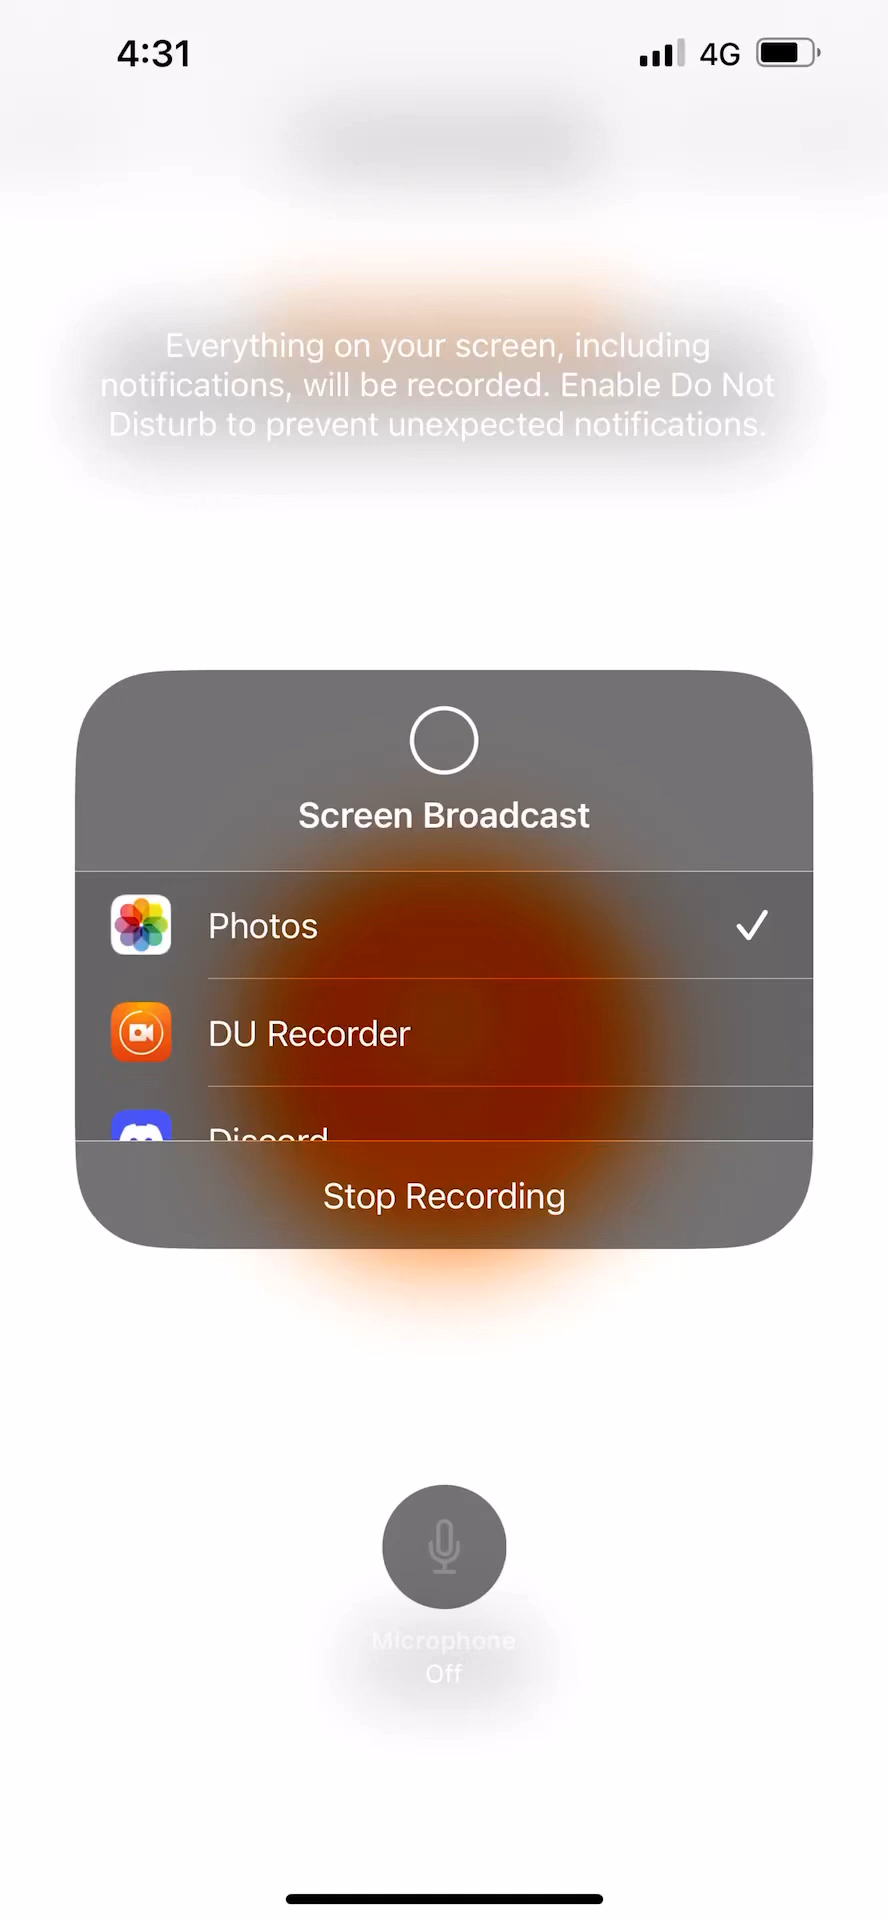 4:31
4G
Everything on your screen, including
notifications, will be recorded. Enable Do Not
Disturb to prevent unexpected notifications.
Screen Broadcast
Photos
DU Recorder
Discord
Stop Recording
Microphone
Off